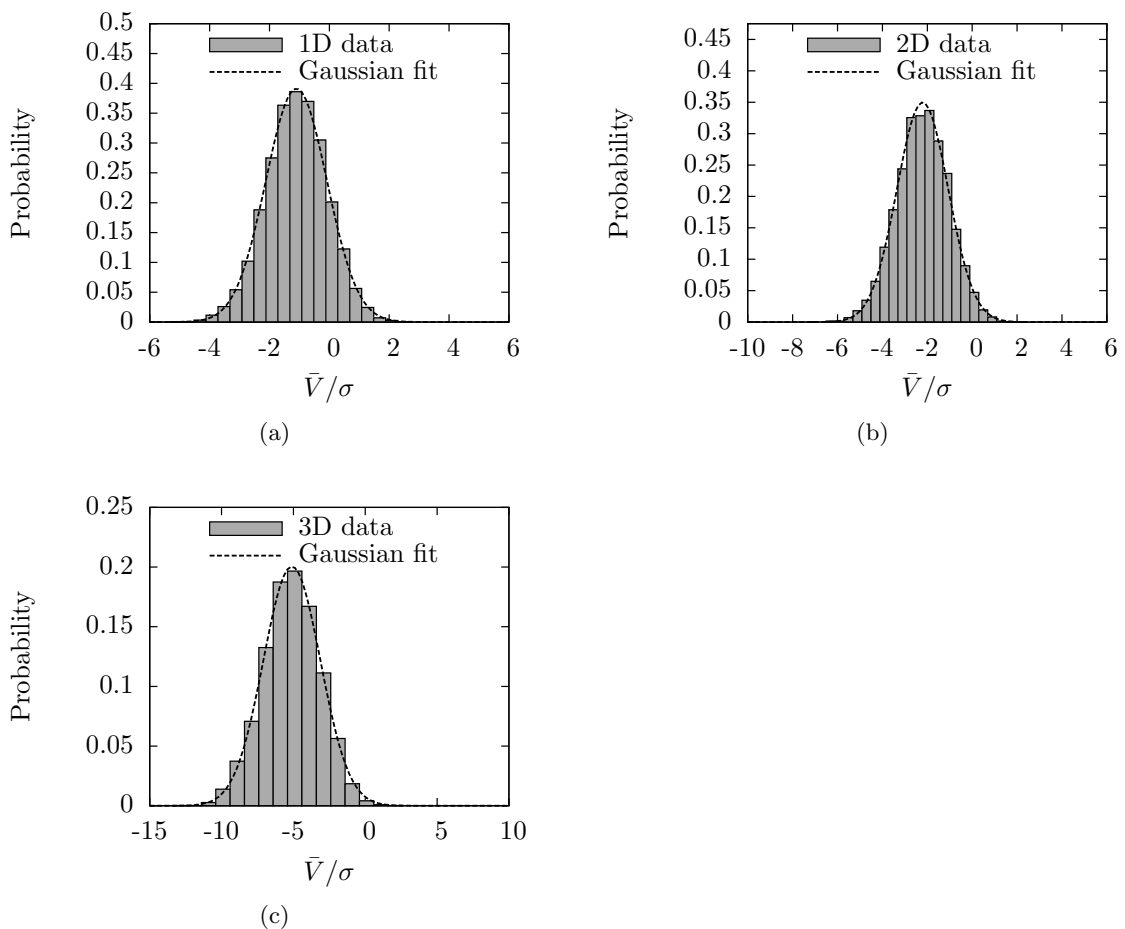 0.5
0.45
0.4
0.35
0.3
0.25
0.2
0.15
0.1
0.05
0
Probability
1D data
Gaussian fit
-6 -4 -2 0 2 4 6
V̄/σ
(a)
0.45
0.4
0.35
0.3
0.25
0.2
0.15
0.1
0.05
0
Probability
2D data
Gaussian fit
-10 -8 -6 -4 -2 0 2 4 6
V̄/σ
(b)
0.25
0.2
0.15
0.1
0.05
0
Probability
3D data
Gaussian fit
-15 -10 -5 0 5 10
V̄/σ
(c)